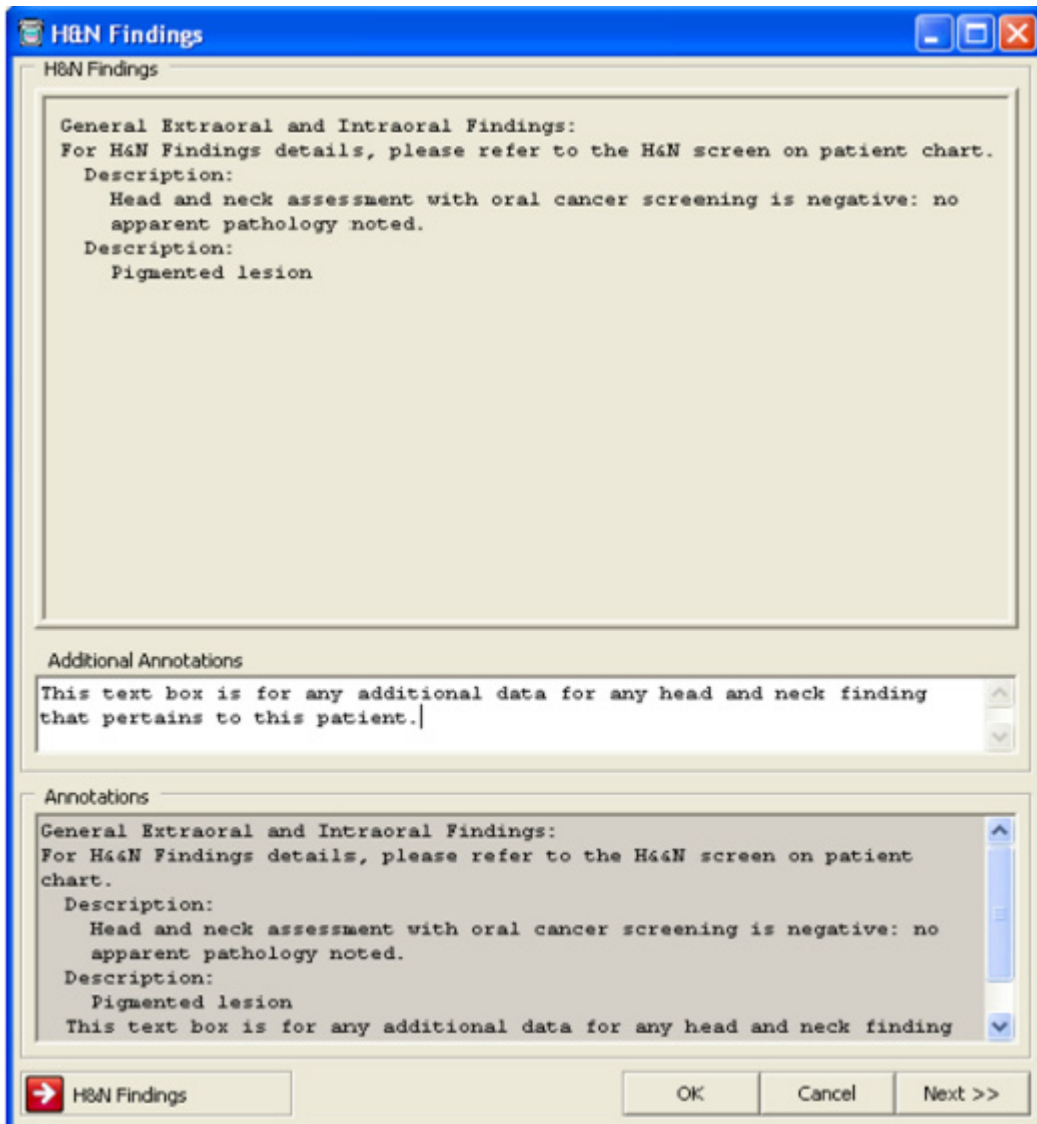 H&N Findings
H&N Findings
General Extraoral and Intraoral Findings:
For H&N Findings details, please refer to the H&N screen on patient chart.
Description:
Head and neck assessment with oral cancer screening is negative: no
apparent pathology noted.
Description:
Pigmented lesion
Additional Annotations
This text box is for any additional data for any head and neck finding
that pertains to this patient.
Annotations
General Extraoral and Intraoral Findings:
For H&&N Findings details, please refer to the H&&N screen on patient
chart.
Description:
Head and neck assessment with oral cancer screening is negative: no
apparent pathology noted.
Description:
Pigmented lesion
This text box is for any additional data for any head and neck finding
H&N Findings
OK
Cancel
Next >>